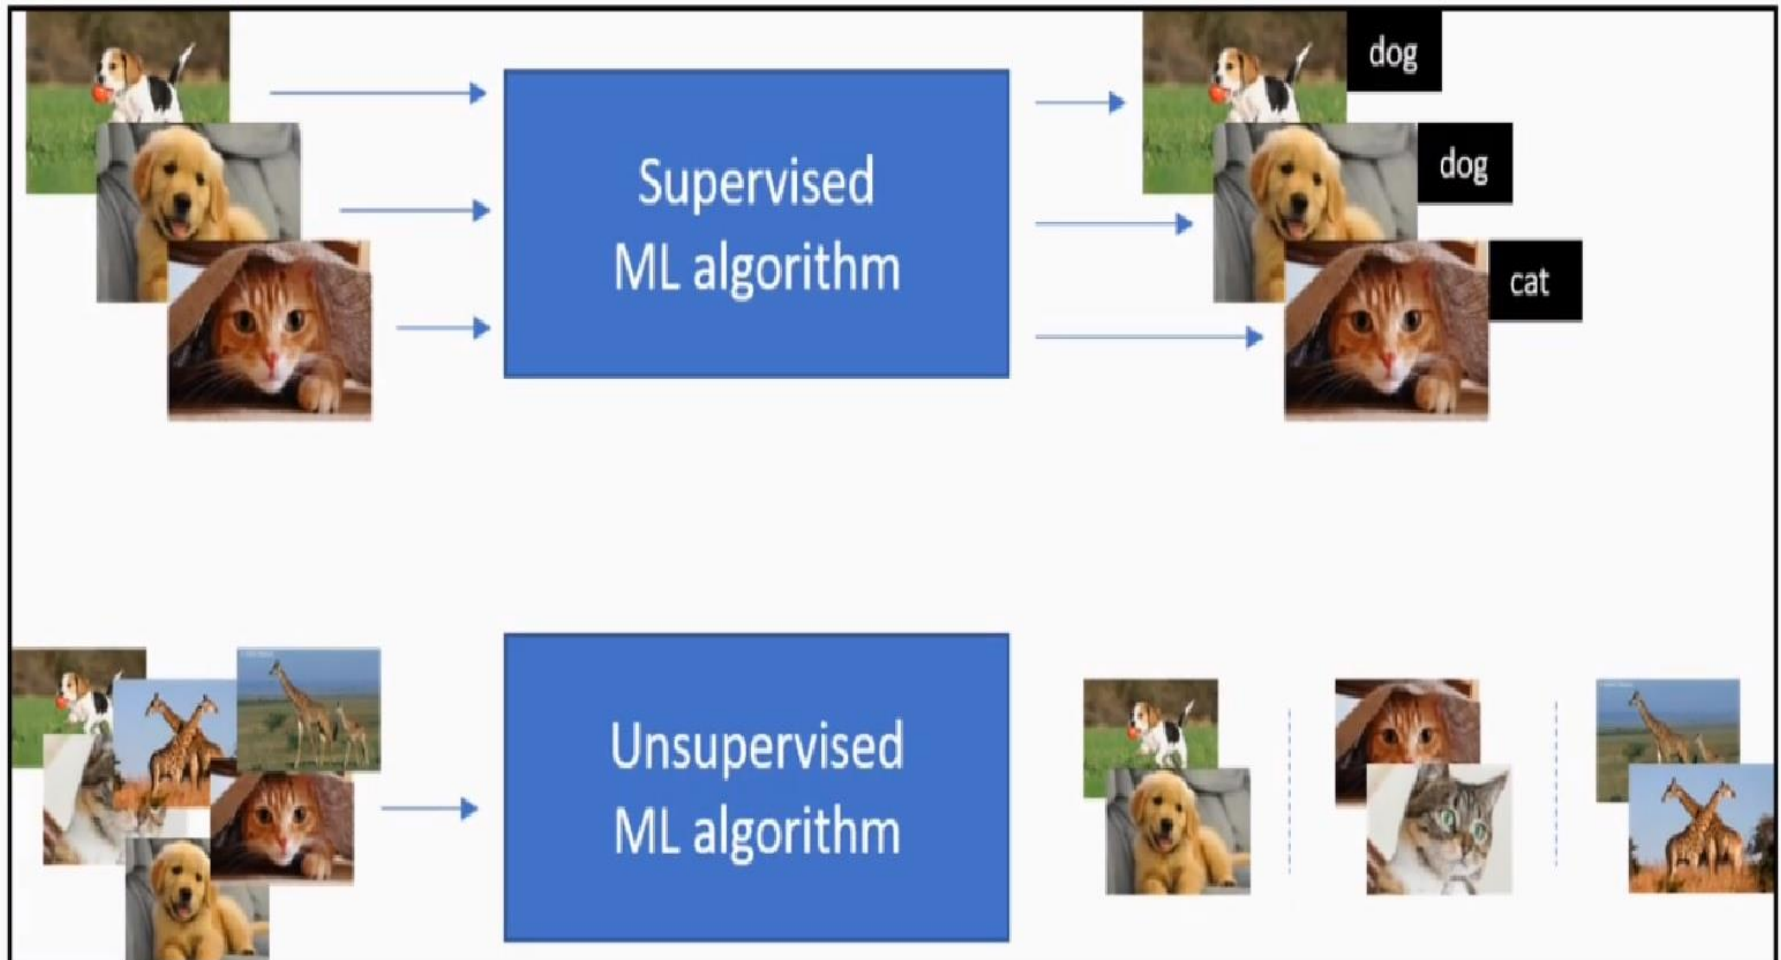 dog
dog
cat
Supervised
ML algorithm
Unsupervised
ML algorithm